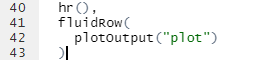 40 hr(),
41 fluidRow(
42 plotOutput("plot")
43 )